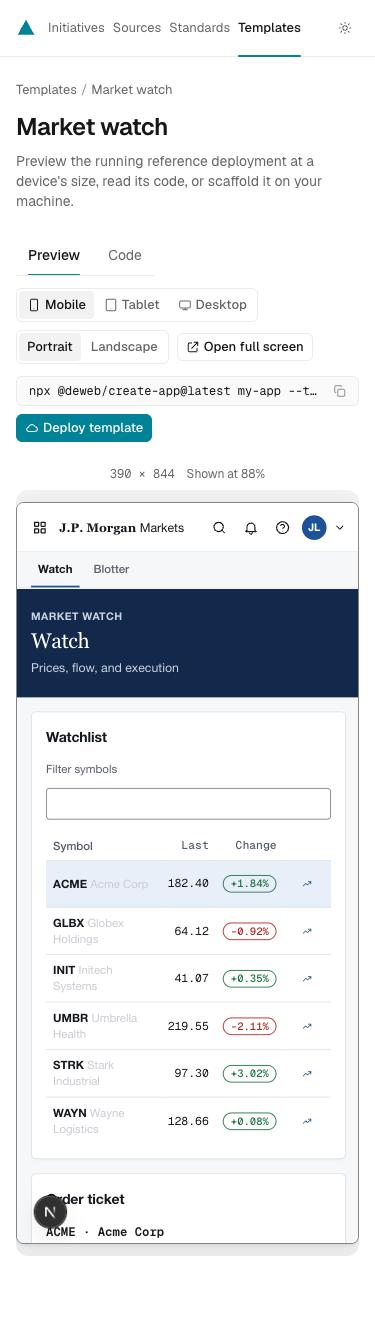 Initiatives Sources Standards Templates
Templates / Market watch
Market watch
Preview the running reference deployment at a
device's size, read its code, or scaffold it on your
machine.
Preview Code
Mobile Tablet Desktop
Portrait Landscape Open full screen
npx @deweb/create-app@latest my-app --t…
Deploy template
390 × 844 Shown at 88%
J.P. Morgan Markets JL
Watch Blotter
MARKET WATCH
Watch
Prices, flow, and execution
Watchlist
Filter symbols
Symbol Last Change
ACME Acme Corp 182.40 +1.84%
GLBX Globex
Holdings
64.12 -0.92%
INIT Initech
Systems
41.07 +0.35%
UMBR Umbrella
Health
219.55 -2.11%
STRK Stark
Industrial
97.30 +3.02%
WAYN Wayne
Logistics
128.66 +0.08%
Order ticket
N
ACME · Acme Corp